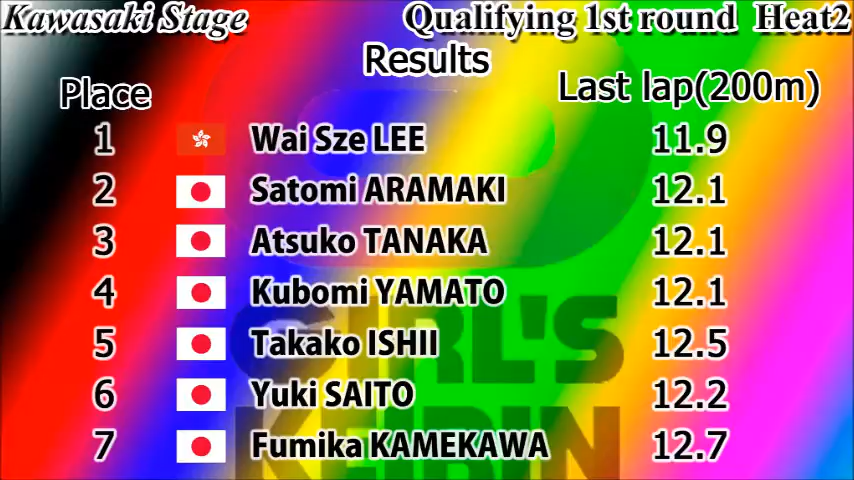 Kawasaki Stage Qualifying 1st round Heat2
Results
Place Last lap(200m)
1 Wai Sze LEE 11.9
2 Satomi ARAMAKI 12.1
3 Atsuko TANAKA 12.1
4 Kubomi YAMATO 12.1
GIRL'S
5 Takako ISHII 12.5
6 Yuki SAITO 12.2
KEIRIN
7 Fumika KAMEKAWA 12.7